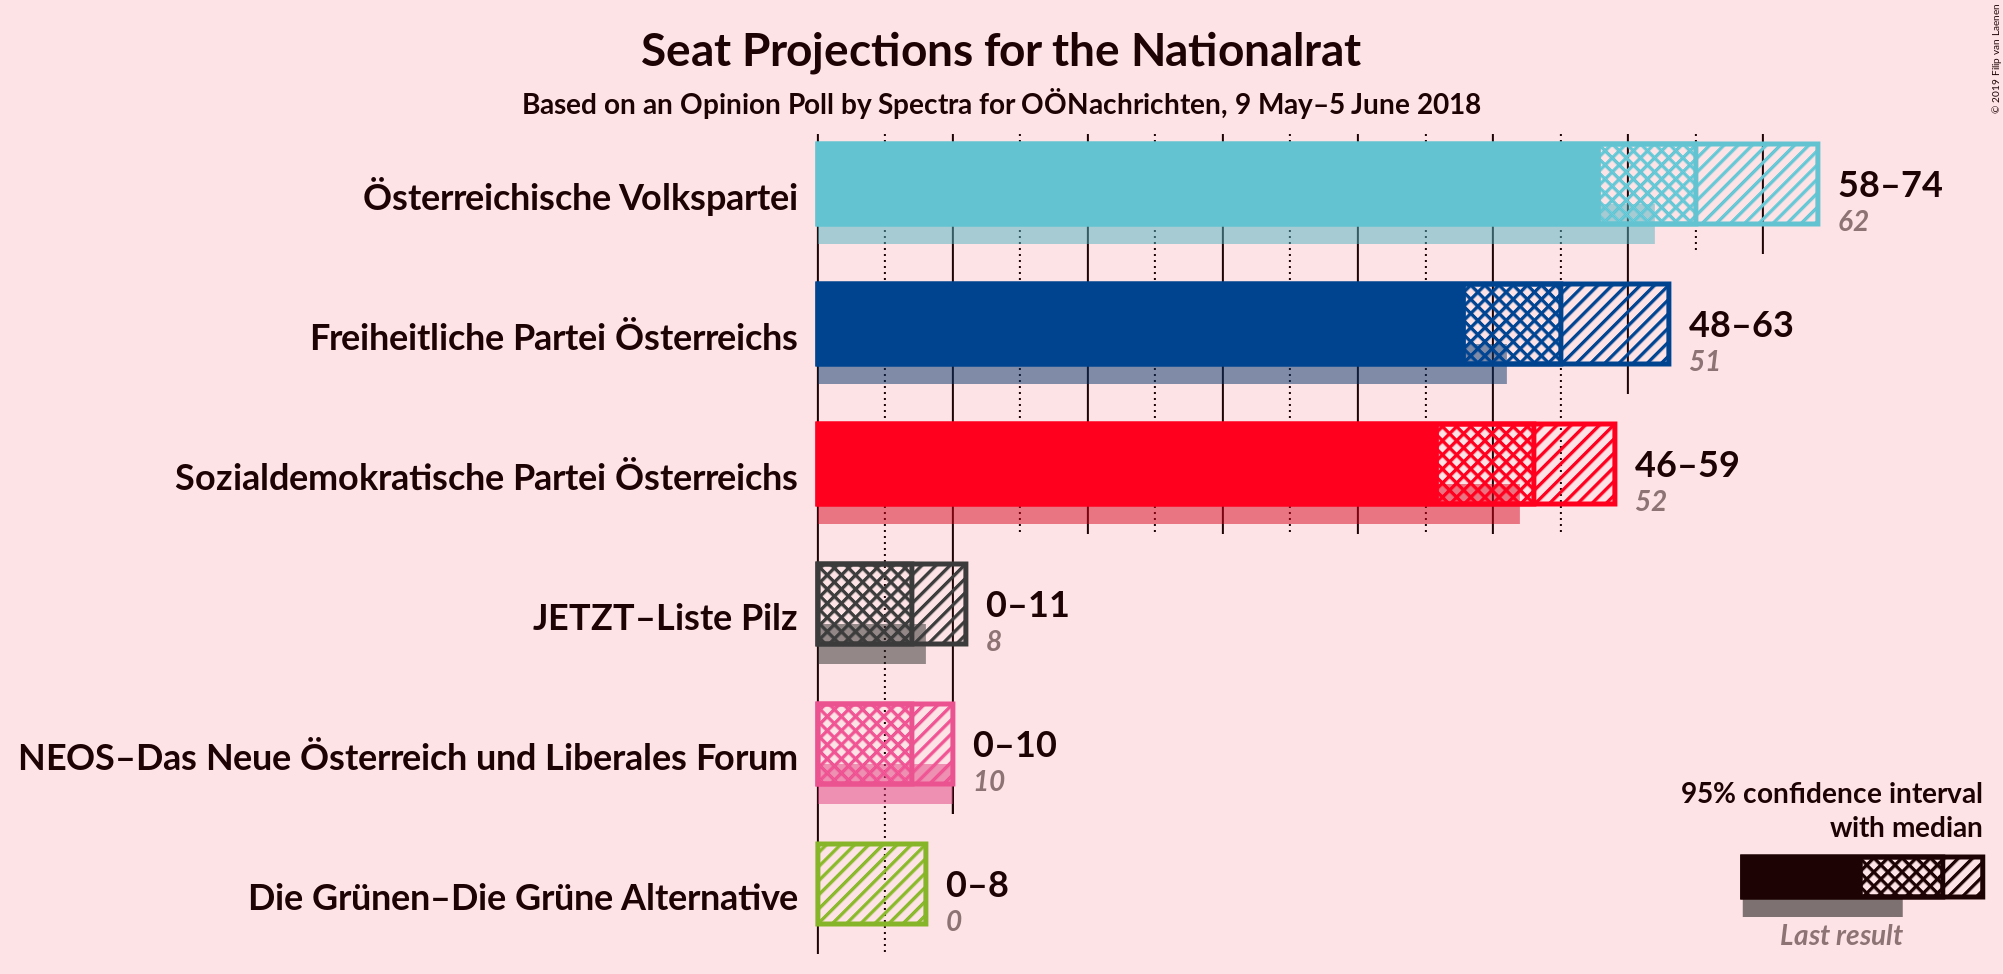 Seat Projections for the Nationalrat
Based on an Opinion Poll by Spectra for OÖNachrichten, 9 May–5 June 2018
© 2019 Filip van Laenen
Österreichische Volkspartei
58–74
62
Freiheitliche Partei Österreichs
48–63
51
Sozialdemokratische Partei Österreichs
46–59
52
JETZT–Liste Pilz
0–11
8
NEOS–Das Neue Österreich und Liberales Forum
0–10
10
Die Grünen–Die Grüne Alternative
0–8
0
95% confidence interval
with median
Last result